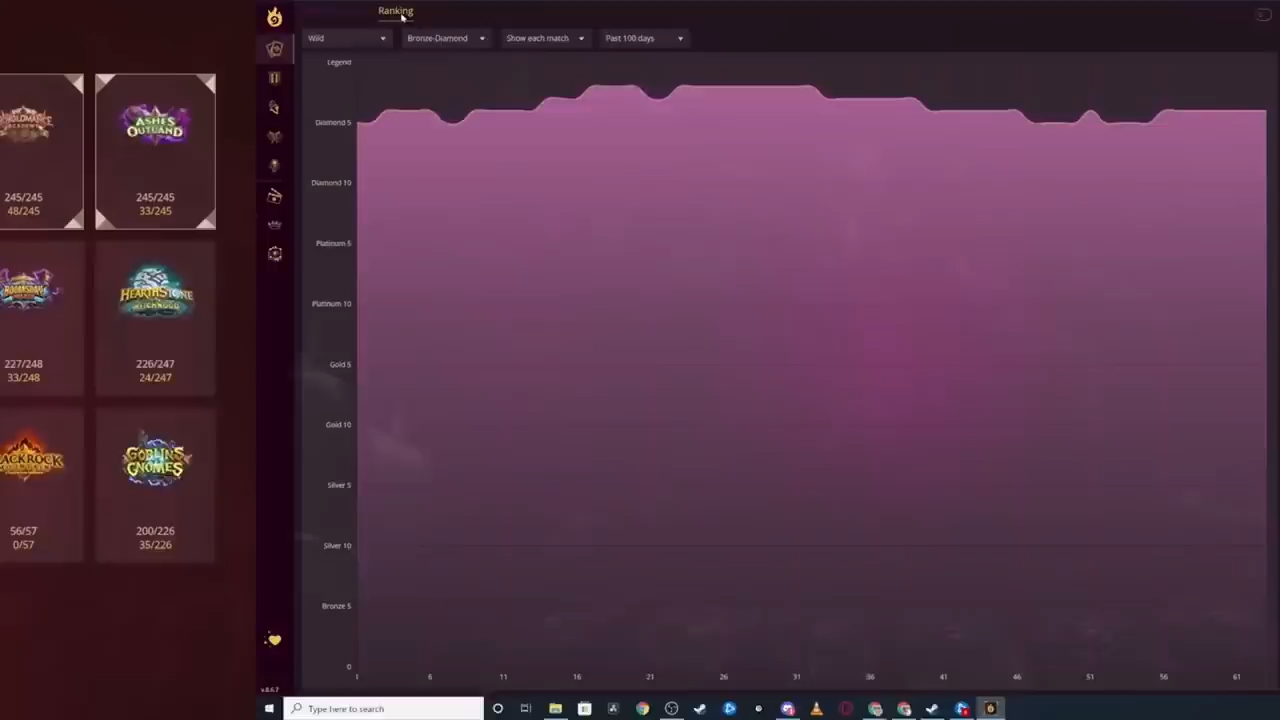 Ranking
Wild
Bronze-Diamond
Show each match
Past 100 days
Legend
Diamond 5
Diamond 10
Platinum 5
Platinum 10
Gold 5
Gold 10
Silver 5
Silver 10
Bronze 5
0
1 6 11 16 21 26 31 36 41 46 51 56 61
ASHES
OUTLAND
245/245
48/245
245/245
33/245
HEARTHSTONE
227/248
33/248
226/247
24/247
GOBLINS
GNOMES
56/57
0/57
200/226
35/226
v.8.6.7
Type here to search